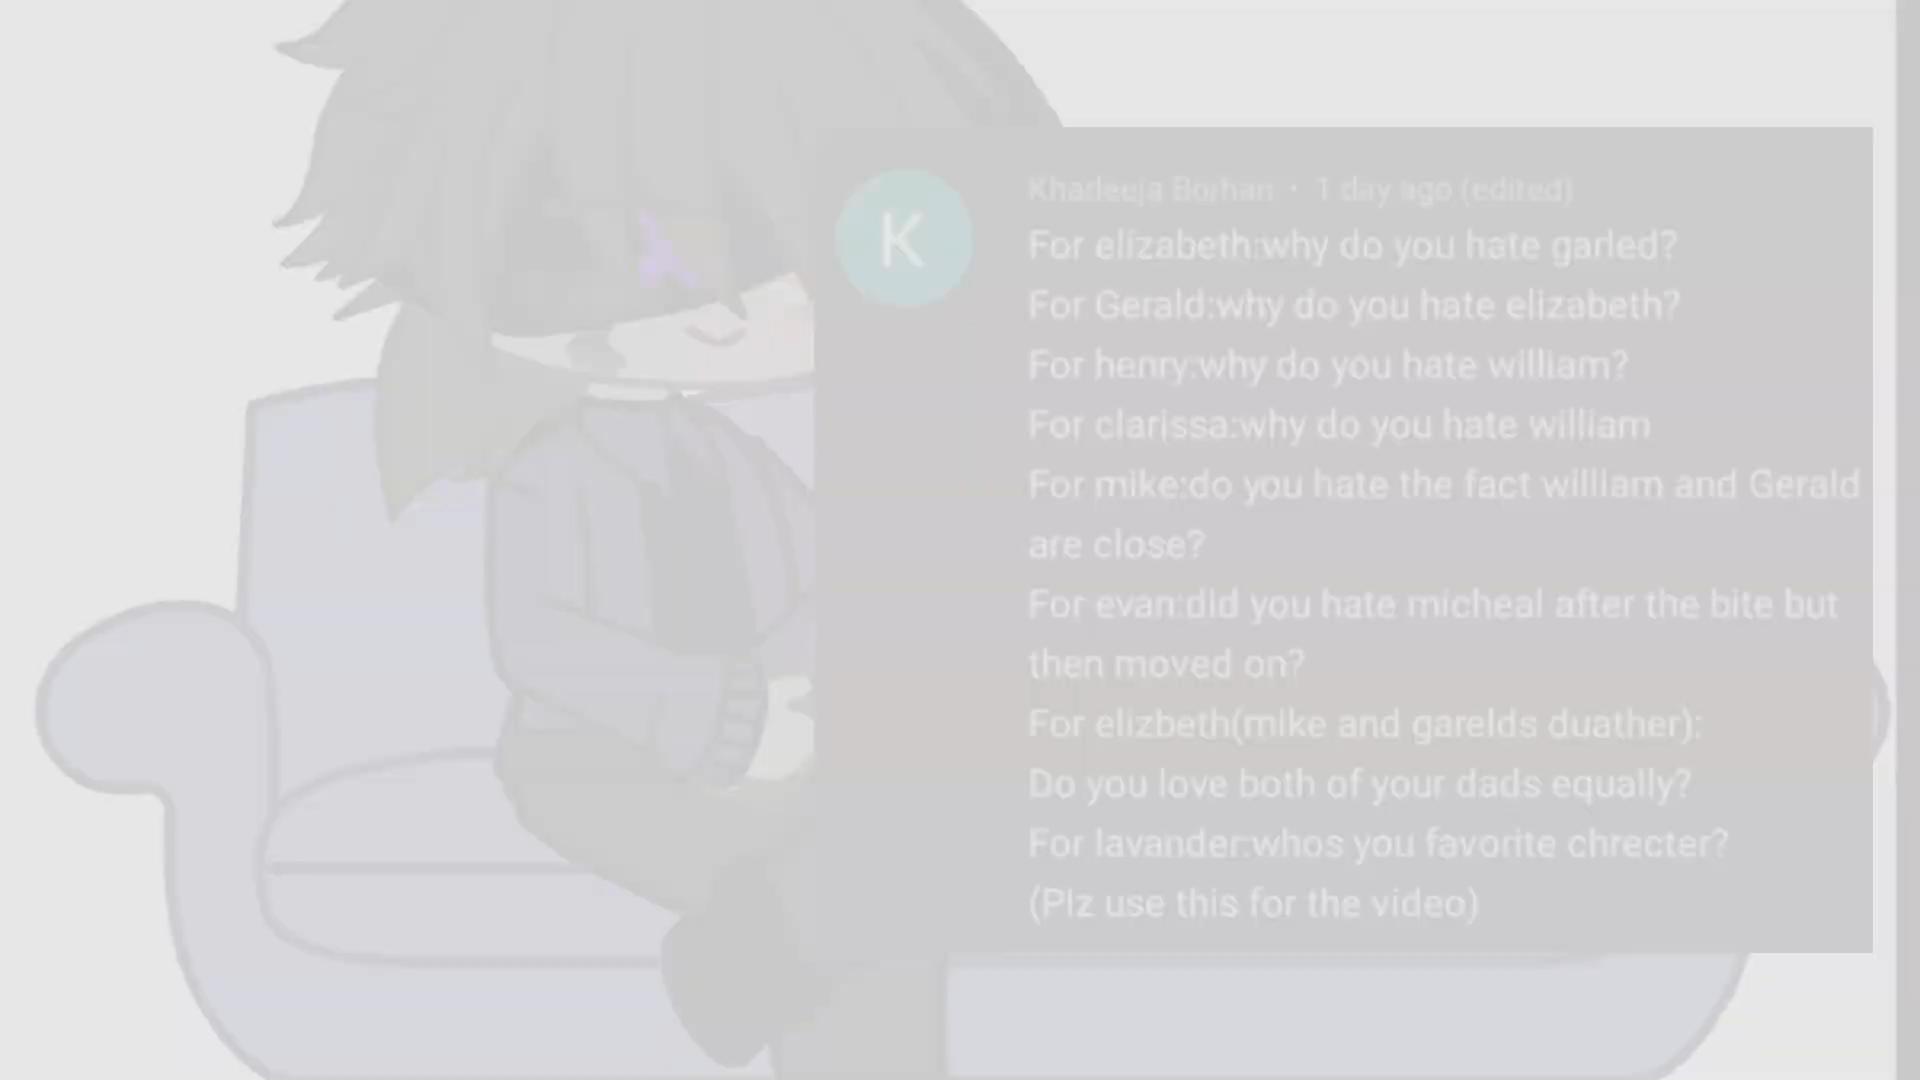 K
Khadeeja Borhan · 1 day ago (edited)
For elizabeth:why do you hate garled?
For Gerald:why do you hate elizabeth?
For henry:why do you hate william?
For clarissa:why do you hate william
For mike:do you hate the fact william and Gerald
are close?
For evan:did you hate micheal after the bite but
then moved on?
For elizbeth(mike and garelds duather):
Do you love both of your dads equally?
For lavander:whos you favorite chrecter?
(Plz use this for the video)